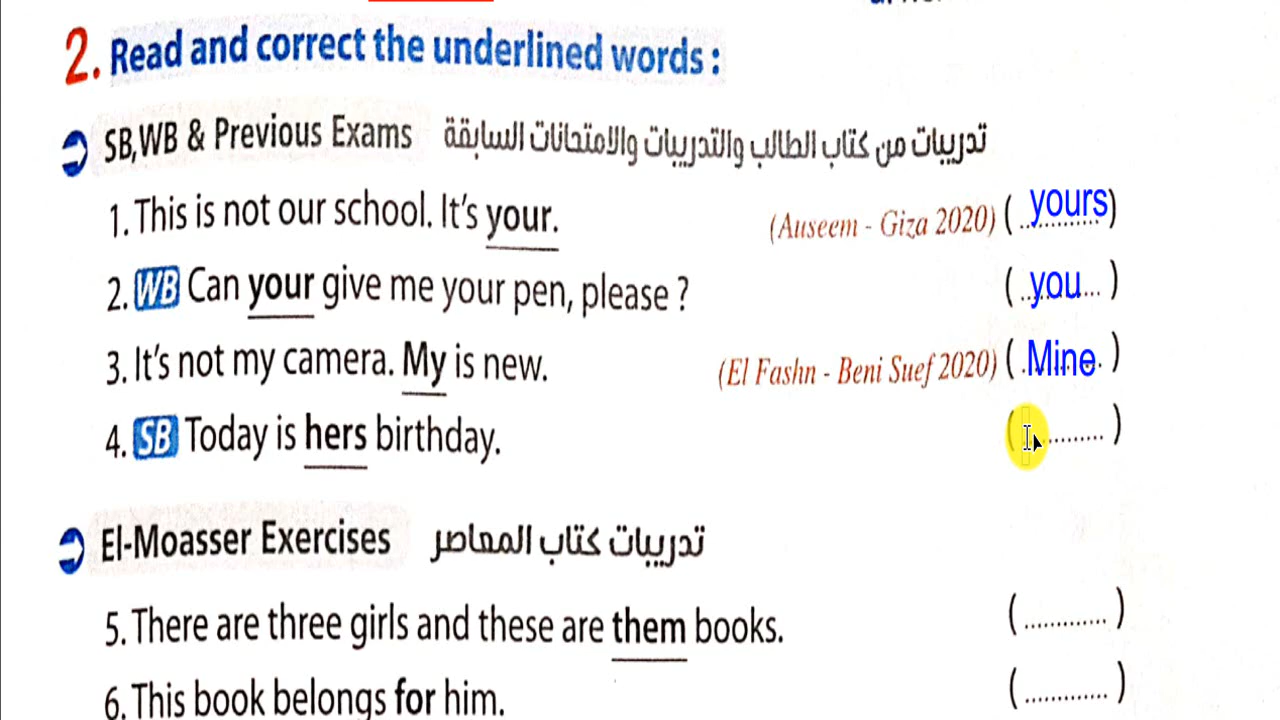 2. Read and correct the underlined words :
SB,WB & Previous Exams تدريبات من كتاب الطالب والتدريبات والامتحانات السابقة
1. This is not our school. It's your. (Auseem - Giza 2020) ( yours )
2. WB Can your give me your pen, please ? ( ..you... )
3. It's not my camera. My is new. (El Fashn - Beni Suef 2020) ( .Mine. )
4. SB Today is hers birthday. ( .......... )
El-Moasser Exercises تدريبات كتاب المعاصر
5. There are three girls and these are them books. ( ............. )
6. This book belongs for him. ( ............. )